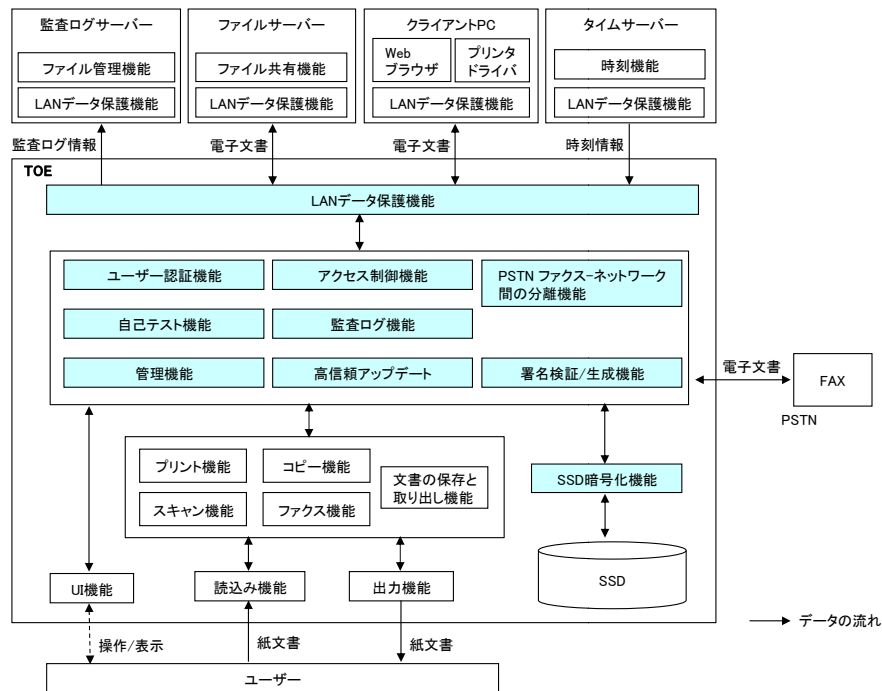 監査ログサーバー
ファイル管理機能
LANデータ保護機能
ファイルサーバー
ファイル共有機能
LANデータ保護機能
クライアントPC
Web
ブラウザ
プリンタ
ドライバ
LANデータ保護機能
タイムサーバー
時刻機能
LANデータ保護機能
監査ログ情報
電子文書
電子文書
時刻情報
TOE
LANデータ保護機能
ユーザー認証機能
アクセス制御機能
PSTN ファクス-ネットワーク
間の分離機能
自己テスト機能
監査ログ機能
管理機能
高信頼アップデート
署名検証/生成機能
電子文書
FAX
PSTN
プリント機能
コピー機能
文書の保存と
取り出し機能
スキャン機能
ファクス機能
SSD暗号化機能
SSD
UI機能
読込み機能
出力機能
操作/表示
紙文書
紙文書
データの流れ
ユーザー